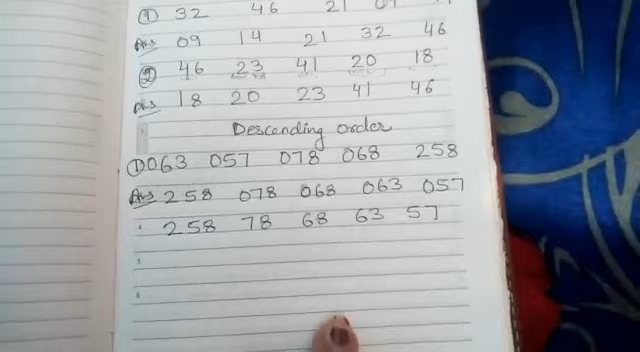 ① 32 46 21
Ans 09 14 21 32 46
② 46 23 41 20 18
Ans 18 20 23 41 46
Descending order
① 063 057 078 068 258
Ans 258 078 068 063 057
258 78 68 63 57